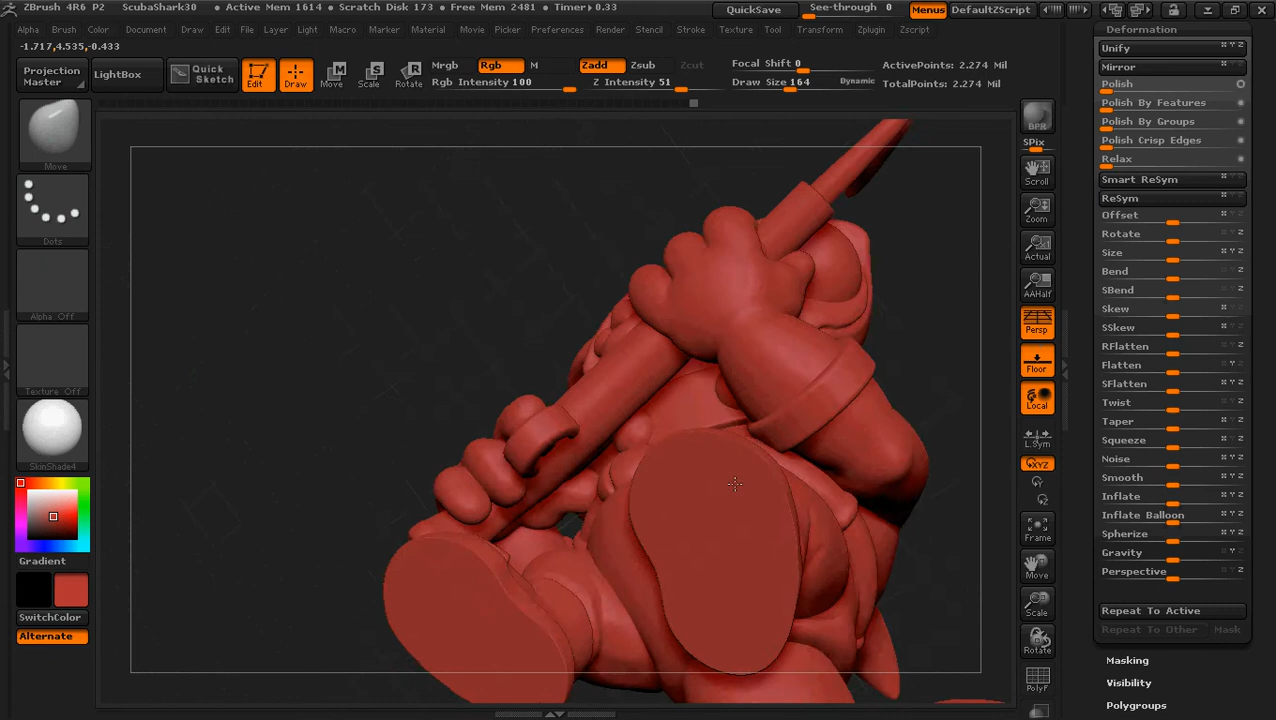 ZBrush 4R6 P2 ScubaShark30 • Active Mem 1614 • Scratch Disk 173 • Free Mem 2481 • Timer▸0.33 QuickSave See-through 0 Menus DefaultZScript
Alpha Brush Color Document Draw Edit File Layer Light Macro Marker Material Movie Picker Preferences Render Stencil Stroke Texture Tool Transform Zplugin Zscript
-1.717,4.535,-0.433
Projection Master
LightBox
Quick Sketch
Edit
Draw
Move
Scale
Rotate
Mrgb Rgb M
Rgb Intensity 100
Zadd Zsub Zcut
Z Intensity 51
Focal Shift 0
Draw Size 164 Dynamic
ActivePoints: 2.274 Mil
TotalPoints: 2.274 Mil
Move
Dots
Alpha Off
Texture Off
SkinShade4
Gradient
SwitchColor
Alternate
BPR
SPix
Scroll
Zoom
Actual
AAHalf
Persp
Floor
Local
L.Sym
XYZ
Y
Z
Frame
Move
Scale
Rotate
PolyF
Deformation
Unify
Mirror
Polish
Polish By Features
Polish By Groups
Polish Crisp Edges
Relax
Smart ReSym
ReSym
Offset
Rotate
Size
Bend
SBend
Skew
SSkew
RFlatten
Flatten
SFlatten
Twist
Taper
Squeeze
Noise
Smooth
Inflate
Inflate Balloon
Spherize
Gravity
Perspective
Repeat To Active
Repeat To Other Mask
Masking
Visibility
Polygroups